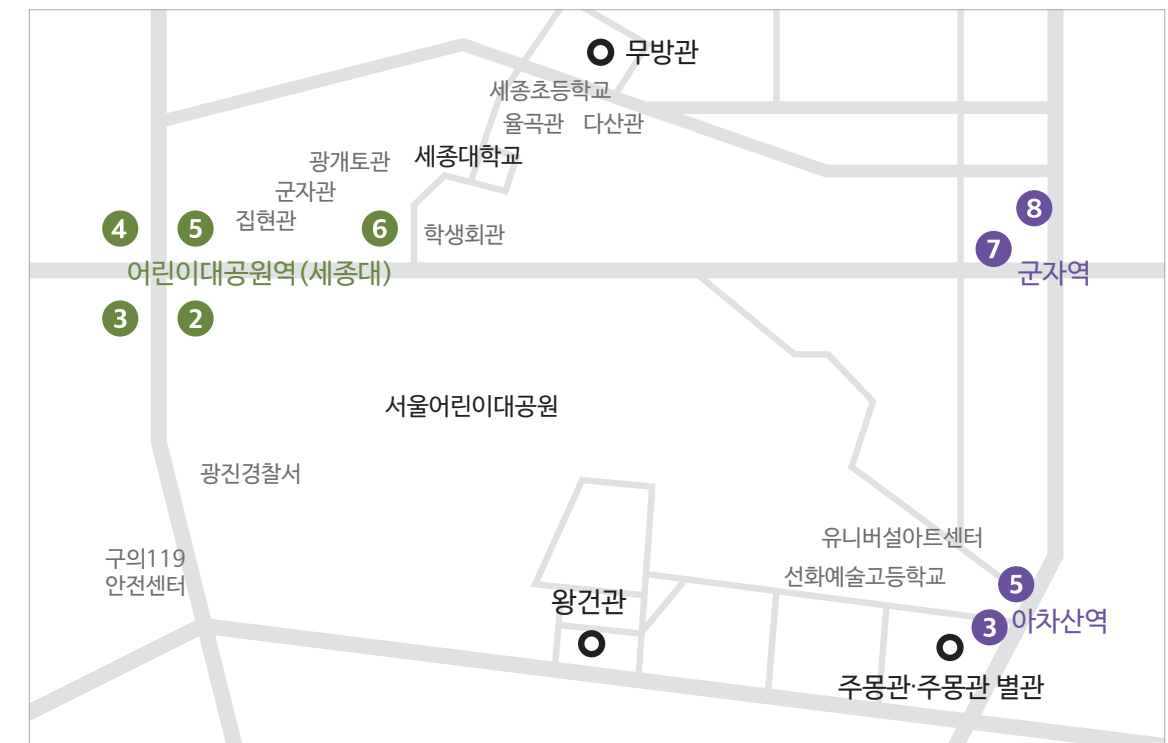 무방관
세종초등학교
율곡관 다산관
광개토관
세종대학교
군자관
집현관
4
5
6
학생회관
8
7
어린이대공원역(세종대)
군자역
3
2
서울어린이대공원
광진경찰서
유니버설아트센터
구의119
안전센터
선화예술고등학교
5
왕건관
3
아차산역
주몽관·주몽관 별관